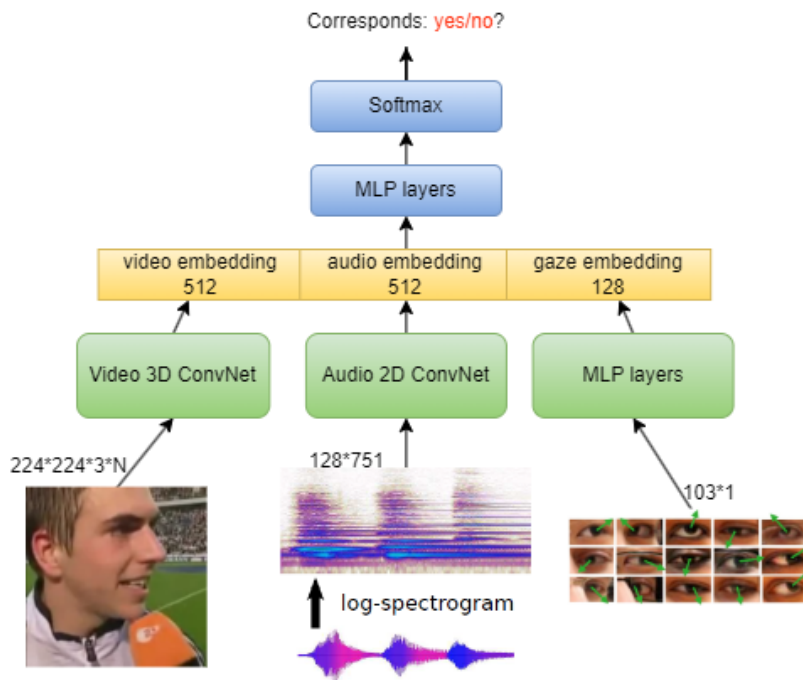 Corresponds: yes/no?
Softmax
MLP layers
video embedding
512
audio embedding
512
gaze embedding
128
Video 3D ConvNet
Audio 2D ConvNet
MLP layers
224*224*3*N
128*751
103*1
log-spectrogram
ZDF